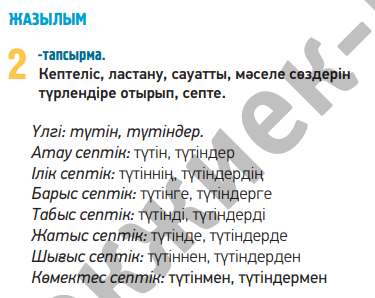 ЖАЗЫЛЫМ
2
-тапсырма.
Кептеліс, ластану, сауатты, мәселе сөздерін
түрлендіре отырып, септе.
Үлгі: түтін, түтіндер.
Атау септік: түтін, түтіндер
Ілік септік: түтіннің, түтіндердің
Барыс септік: түтінге, түтіндерге
Табыс септік: түтінді, түтіндерді
Жатыс септік: түтінде, түтіндерде
Шығыс септік: түтіннен, түтіндерден
Көмектес септік: түтінмен, түтіндермен